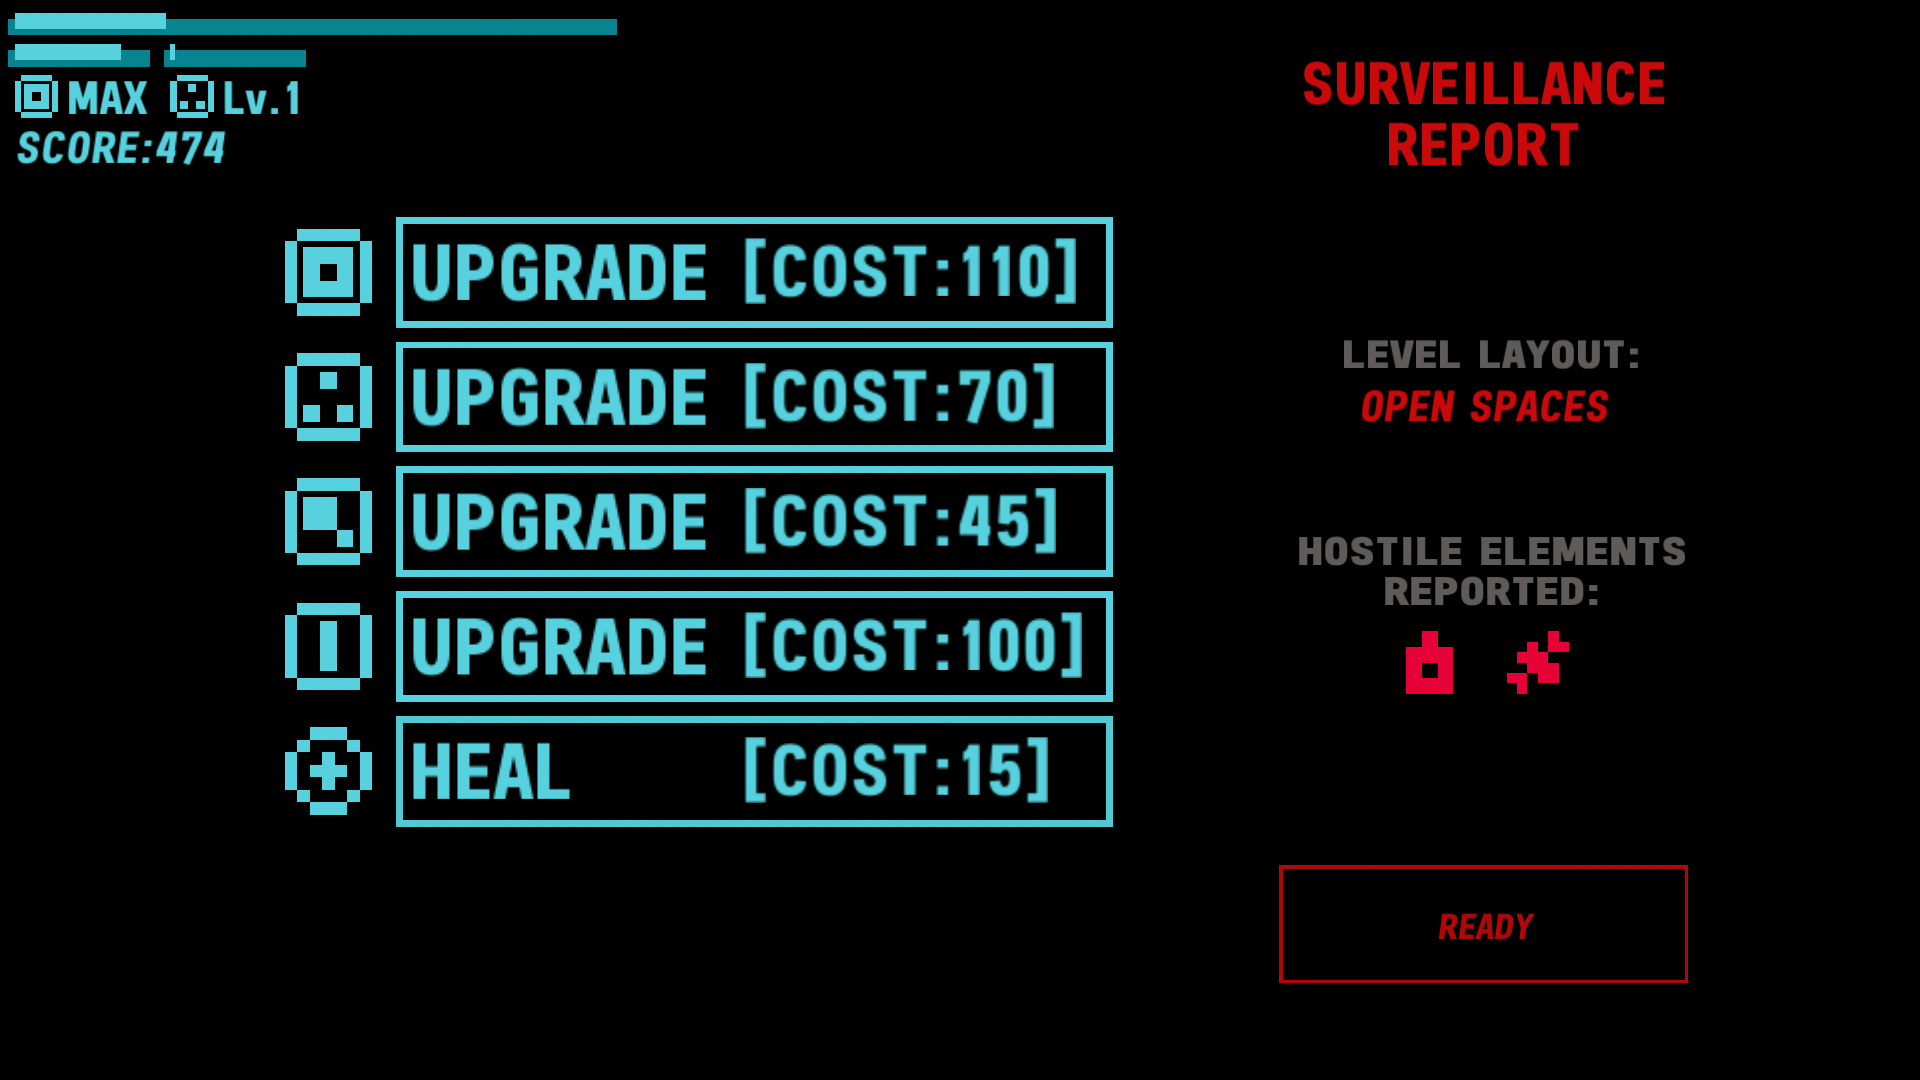 MAX Lv.1
SCORE:474
UPGRADE [COST:110]
UPGRADE [COST:70]
UPGRADE [COST:45]
UPGRADE [COST:100]
HEAL [COST:15]
SURVEILLANCE
REPORT
LEVEL LAYOUT:
OPEN SPACES
HOSTILE ELEMENTS
REPORTED:
READY